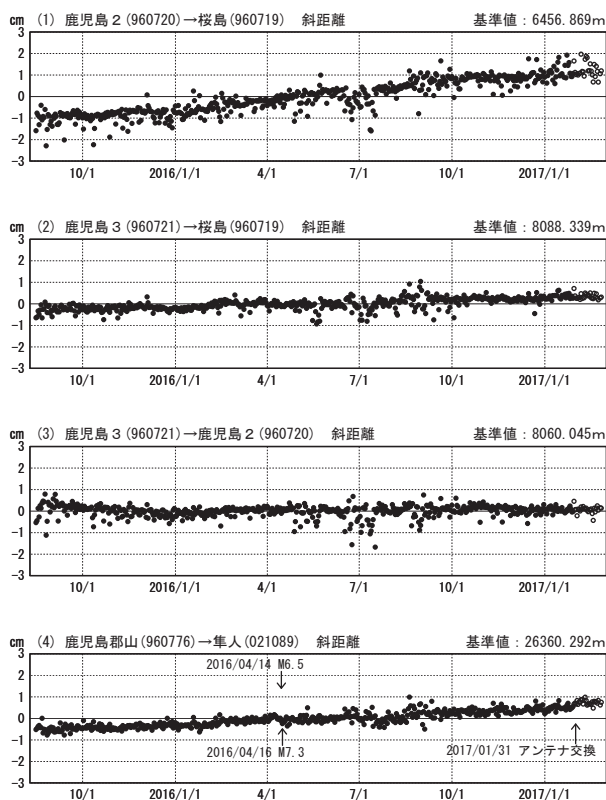 cm (1) 鹿児島2(960720)→桜島(960719) 斜距離 基準値：6456.869m
3
2
1
0
−1
−2
−3
10/1 2016/1/1 4/1 7/1 10/1 2017/1/1
cm (2) 鹿児島3(960721)→桜島(960719) 斜距離 基準値：8088.339m
3
2
1
0
−1
−2
−3
10/1 2016/1/1 4/1 7/1 10/1 2017/1/1
cm (3) 鹿児島3(960721)→鹿児島2(960720) 斜距離 基準値：8060.045m
3
2
1
0
−1
−2
−3
10/1 2016/1/1 4/1 7/1 10/1 2017/1/1
cm (4) 鹿児島郡山(960776)→隼人(021089) 斜距離 基準値：26360.292m
3
2016/04/14 M6.5
2
1
0
−1
2016/04/16 M7.3 2017/01/31 アンテナ交換
−2
−3
10/1 2016/1/1 4/1 7/1 10/1 2017/1/1